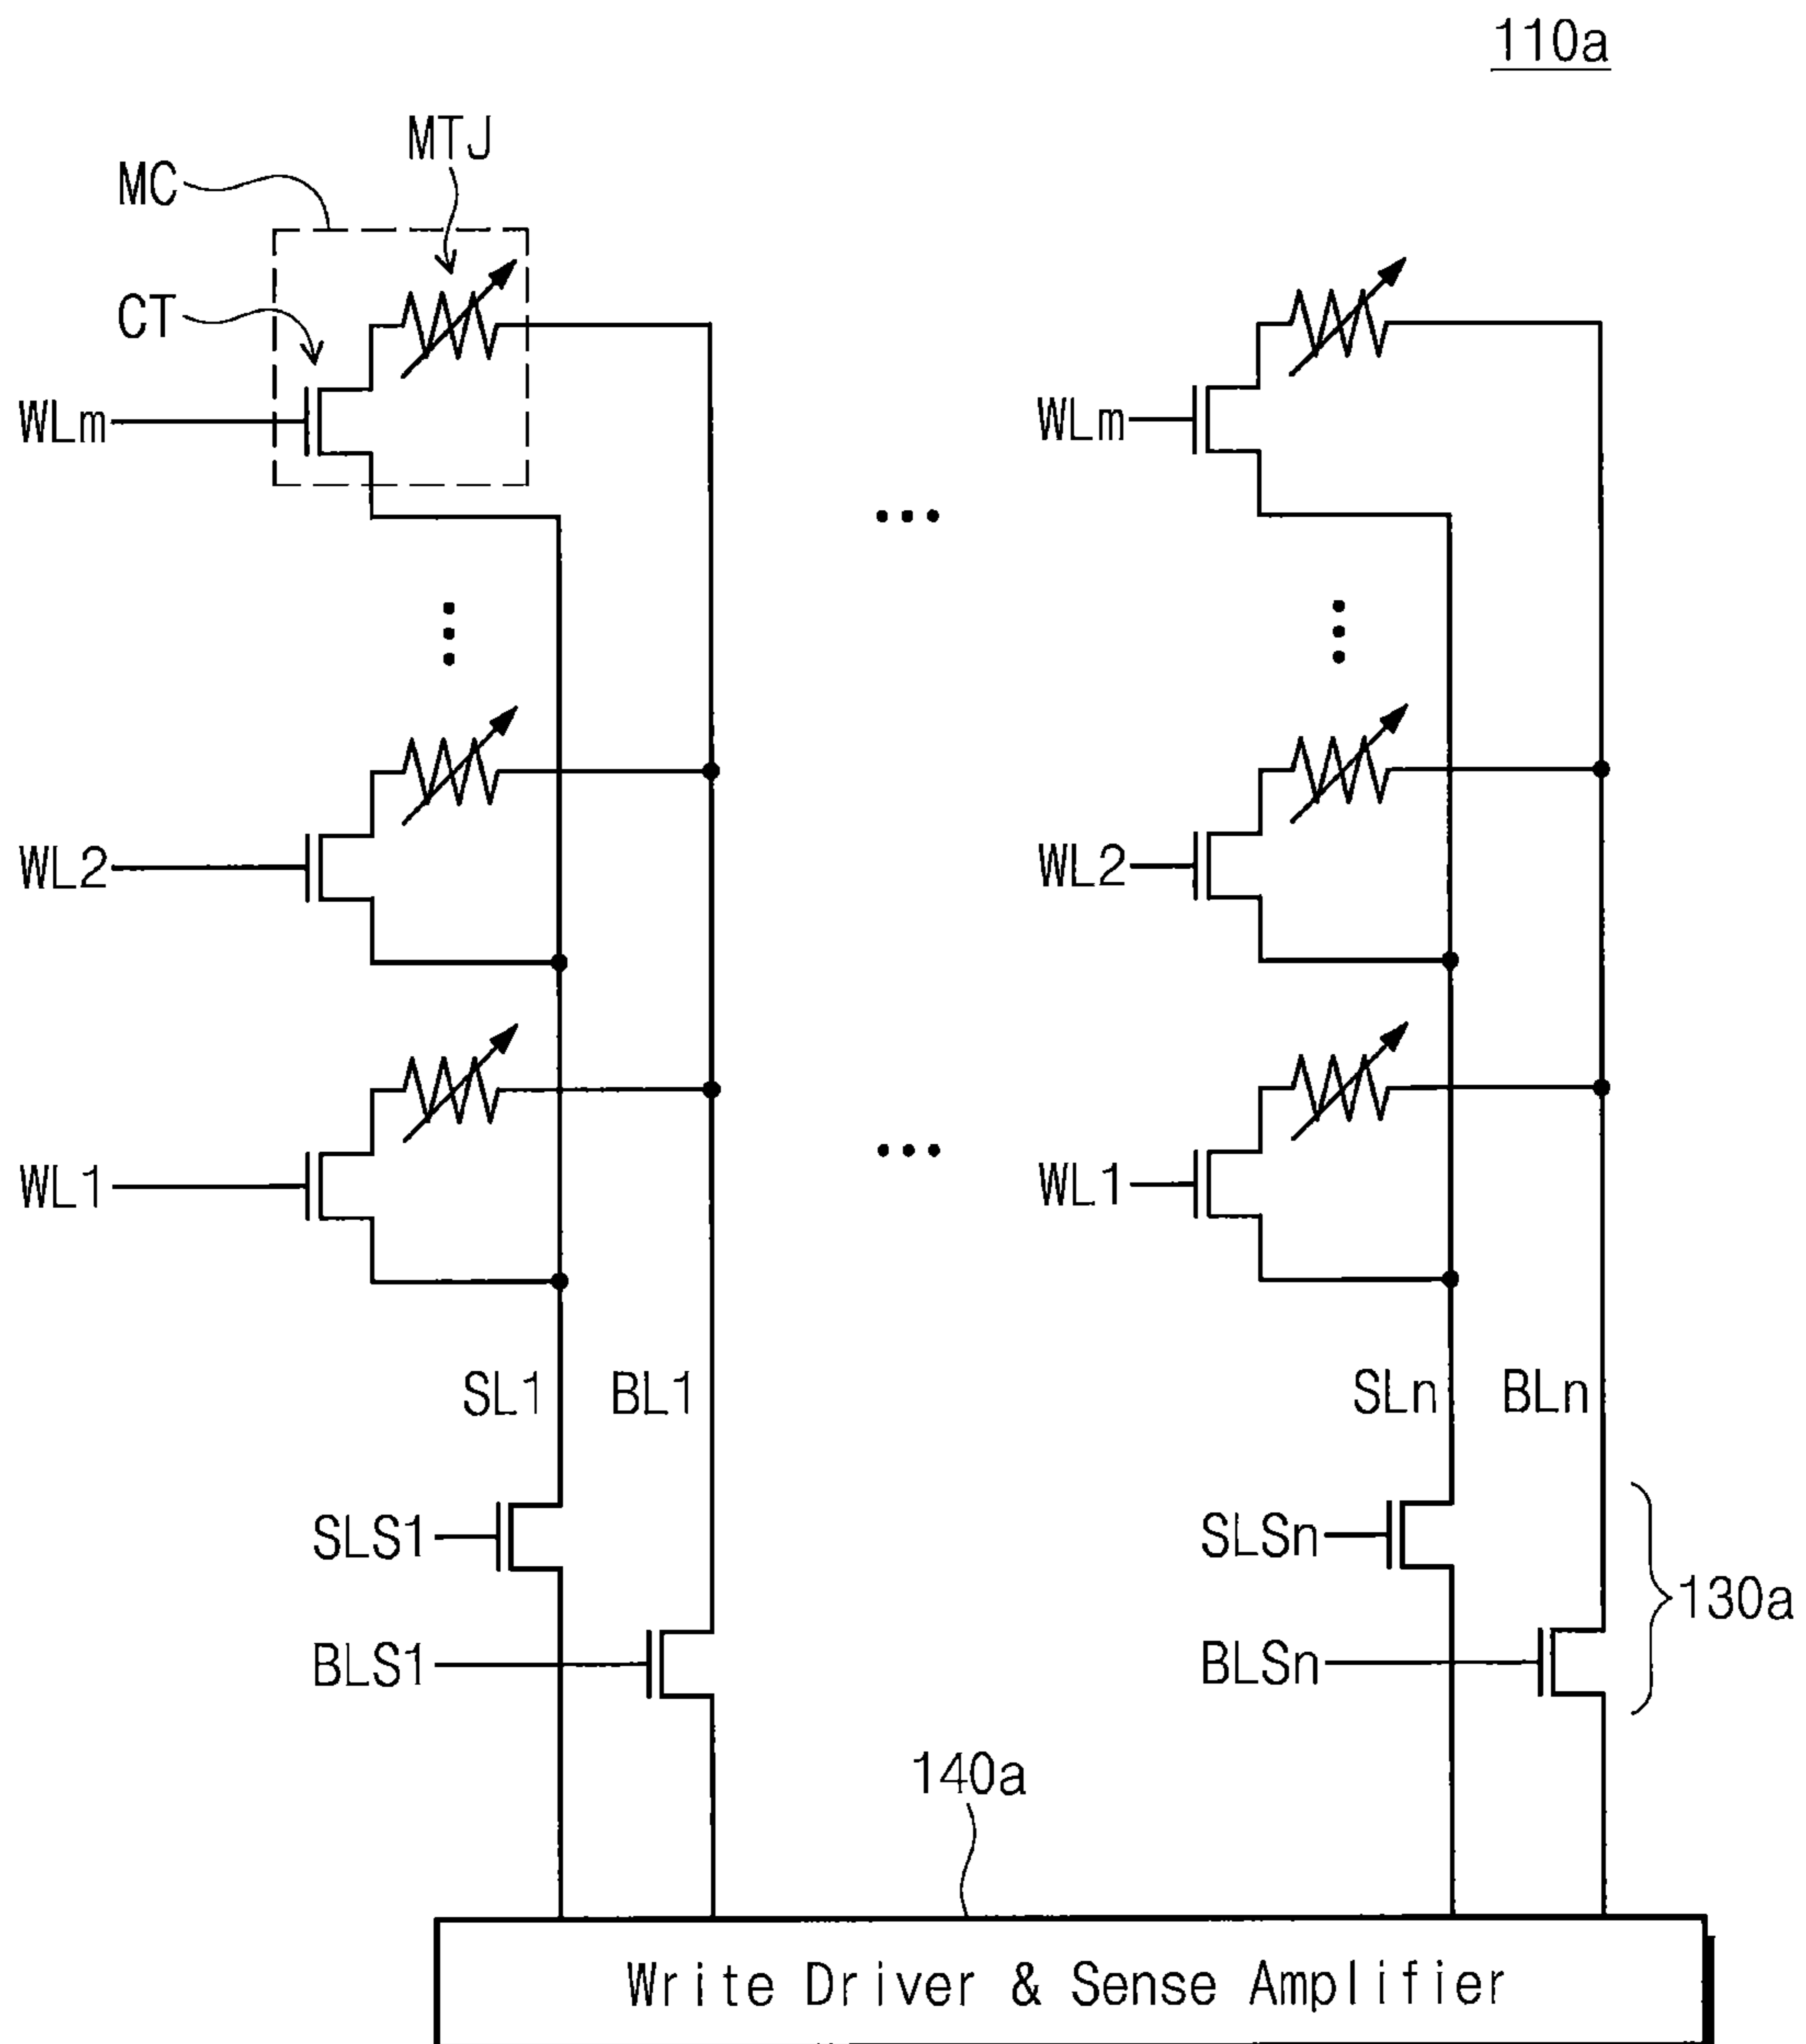 110a
MTJ
MC
CT
WLm
WLm
WL2
WL2
WL1
WL1
SL1
BL1
SLn
BLn
SLS1
SLSn
130a
BLS1
BLSn
140a
Write Driver & Sense Amplifier